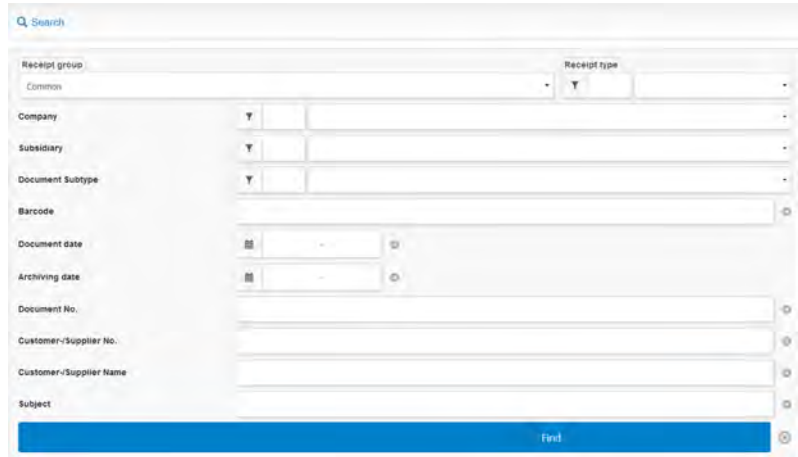 Search
Receipt group Receipt type
Common
Company
Subsidiary
Document Subtype
Barcode
Document date -
Archiving date -
Document No.
Customer-/Supplier No.
Customer-/Supplier Name
Subject
Find